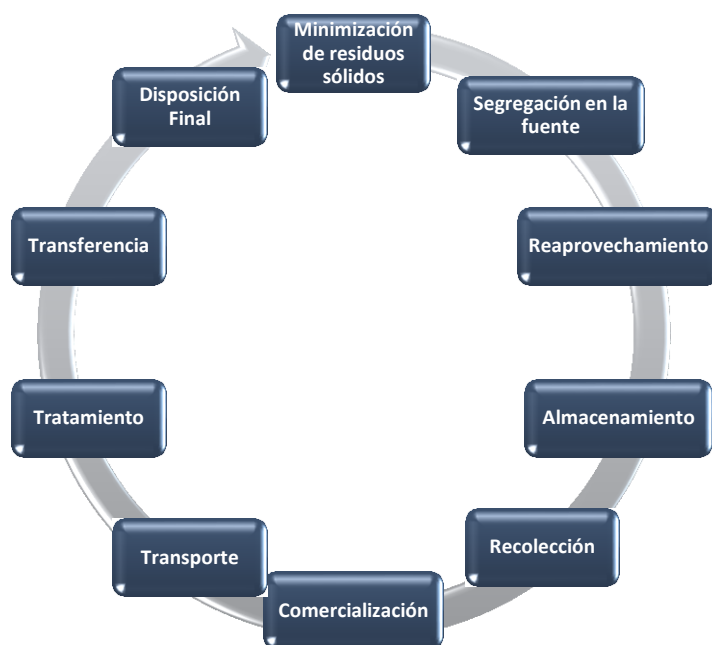 Minimización
de residuos
sólidos
Segregación en la
fuente
Reaprovechamiento
Almacenamiento
Recolección
Comercialización
Transporte
Tratamiento
Transferencia
Disposición
Final